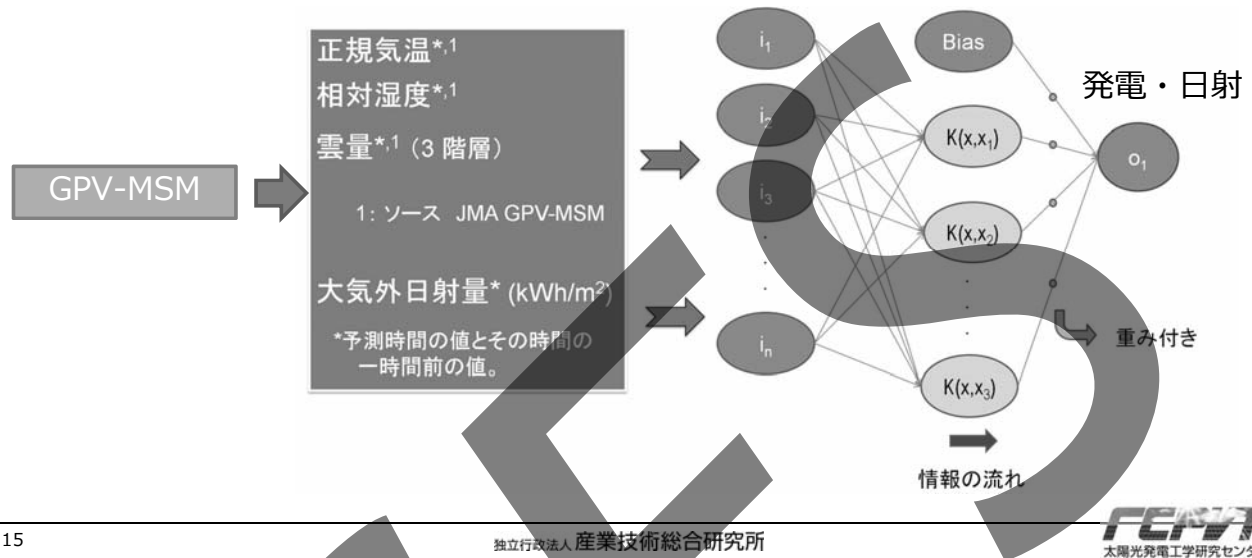 GPV-MSM
正規気温*,1
相対湿度*,1
雲量*,1 (3 階層)
1: ソース JMA GPV-MSM
大気外日射量* (kWh/m2)
*予測時間の値とその時間の
一時間前の値。
i1
i2
i3
in
Bias
K(x,x1)
K(x,x2)
K(x,x3)
発電・日射
o1
重み付き
情報の流れ
15
独立行政法人 産業技術総合研究所
太陽光発電工学研究セン